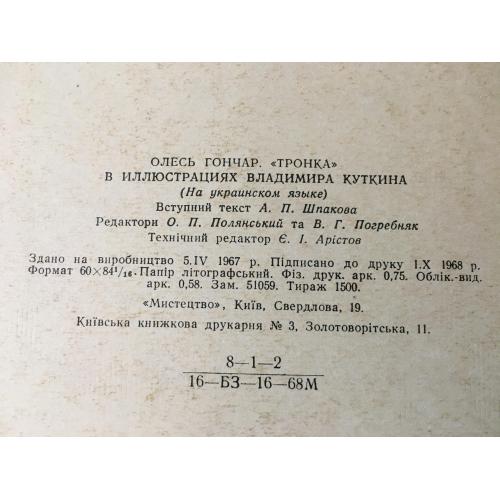 ОЛЕСЬ ГОНЧАР. «ТРОНКА»
В ИЛЛЮСТРАЦИЯХ ВЛАДИМИРА КУТКИНА
(На украинском языке)
Вступний текст А. П. Шпакова
Редактори О. П. Полянський та В. Г. Погребняк
Технічний редактор Є. І. Арістов
Здано на виробництво 5.IV 1967 р. Підписано до друку 1.X 1968 р.
Формат 60×84¹/₁₆. Папір літографський. Фіз. друк. арк. 0,75. Облік.-вид.
арк. 0,58. Зам. 51059. Тираж 1500.
«Мистецтво», Київ, Свердлова, 19.
Київська книжкова друкарня № 3, Золотоворітська, 11.
8—1—2
16—БЗ—16—68М